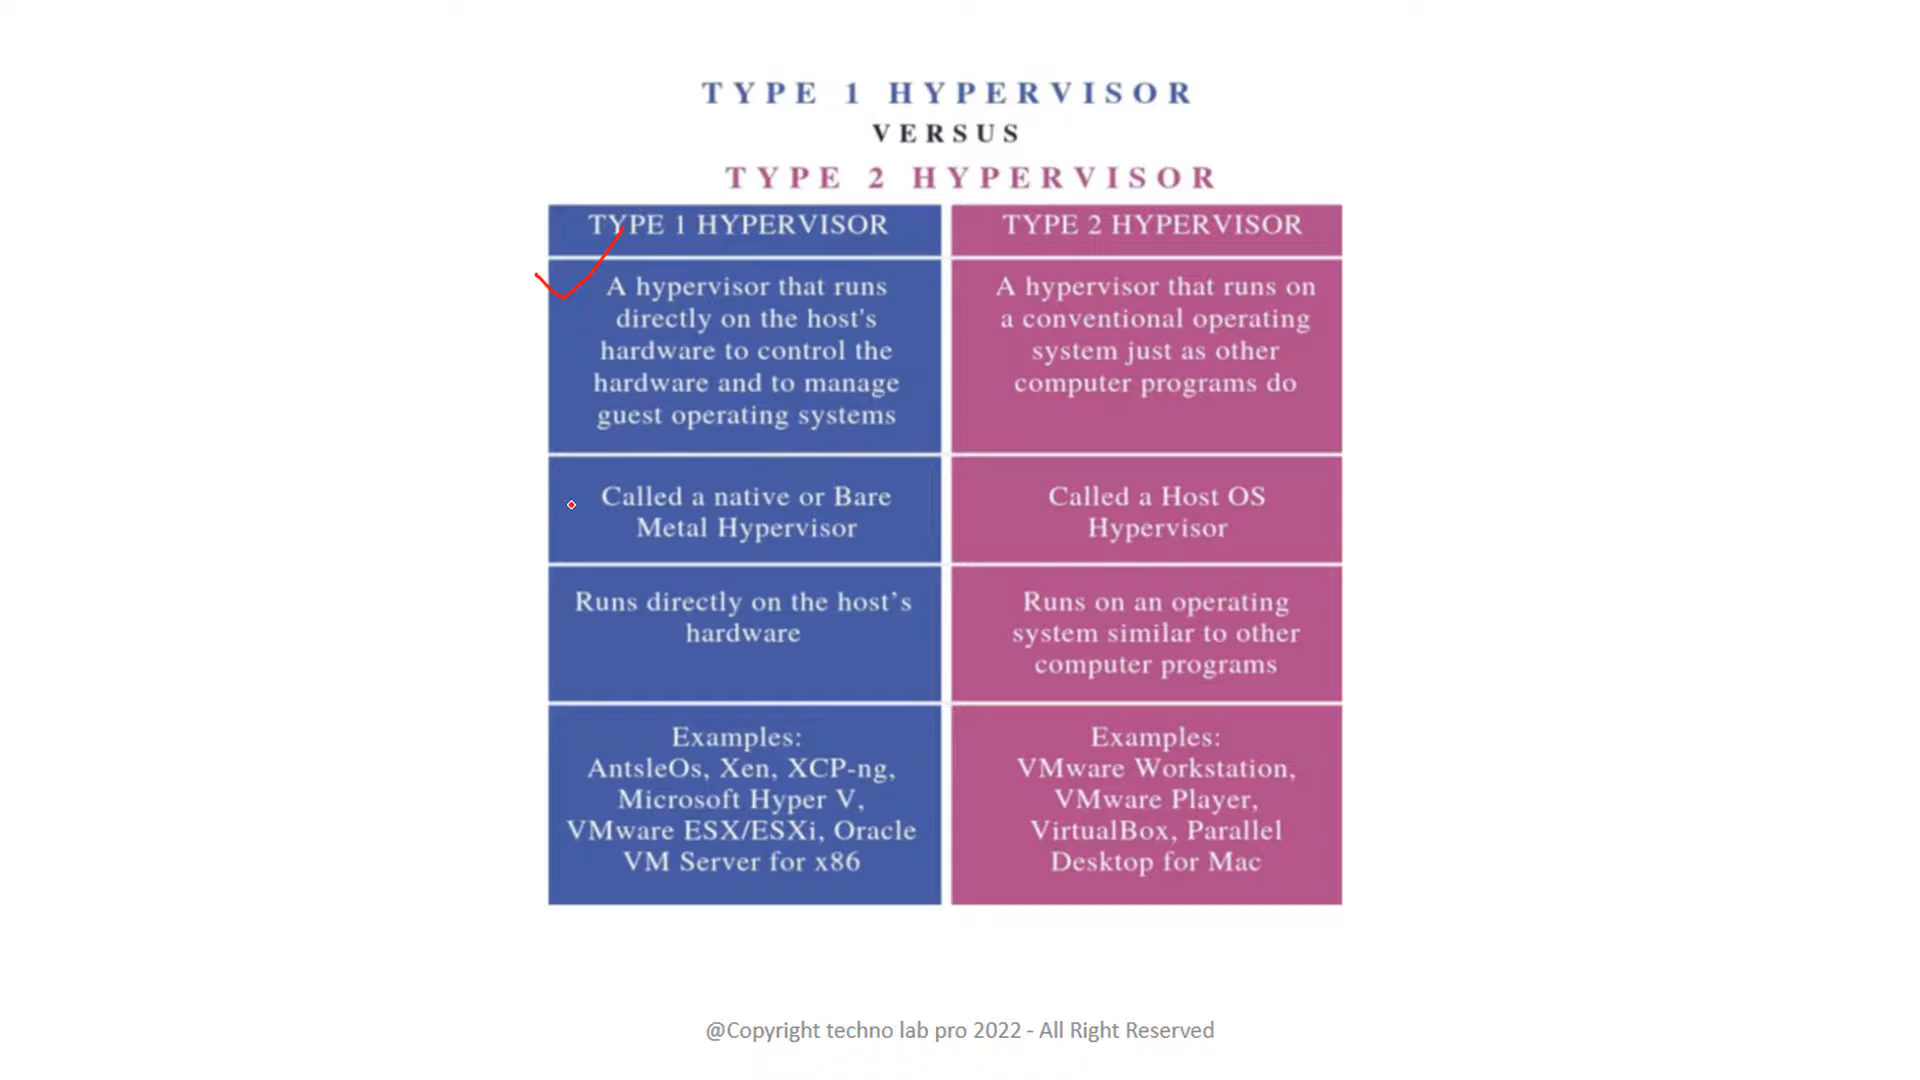 TYPE 1 HYPERVISOR
VERSUS
TYPE 2 HYPERVISOR
TYPE 1 HYPERVISOR
TYPE 2 HYPERVISOR
A hypervisor that runs
directly on the host's
hardware to control the
hardware and to manage
guest operating systems
A hypervisor that runs on
a conventional operating
system just as other
computer programs do
Called a native or Bare
Metal Hypervisor
Called a Host OS
Hypervisor
Runs directly on the host’s
hardware
Runs on an operating
system similar to other
computer programs
Examples:
AntsleOs, Xen, XCP-ng,
Microsoft Hyper V,
VMware ESX/ESXi, Oracle
VM Server for x86
Examples:
VMware Workstation,
VMware Player,
VirtualBox, Parallel
Desktop for Mac
@Copyright techno lab pro 2022 - All Right Reserved